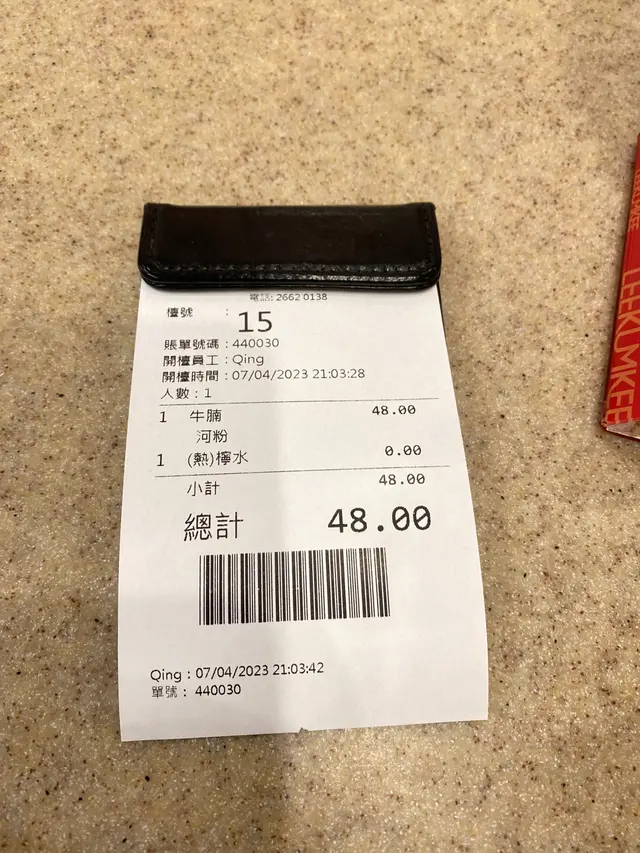 電話: 2662 0138
檯號 : 15
賬單號碼 : 440030
開檯員工 : Qing
開檯時間 : 07/04/2023 21:03:28
人數 : 1
1 牛腩 48.00
河粉
1 (熱)檸水 0.00
小計 48.00
總計 48.00
Qing : 07/04/2023 21:03:42
單號 : 440030
LEEKUMKEE